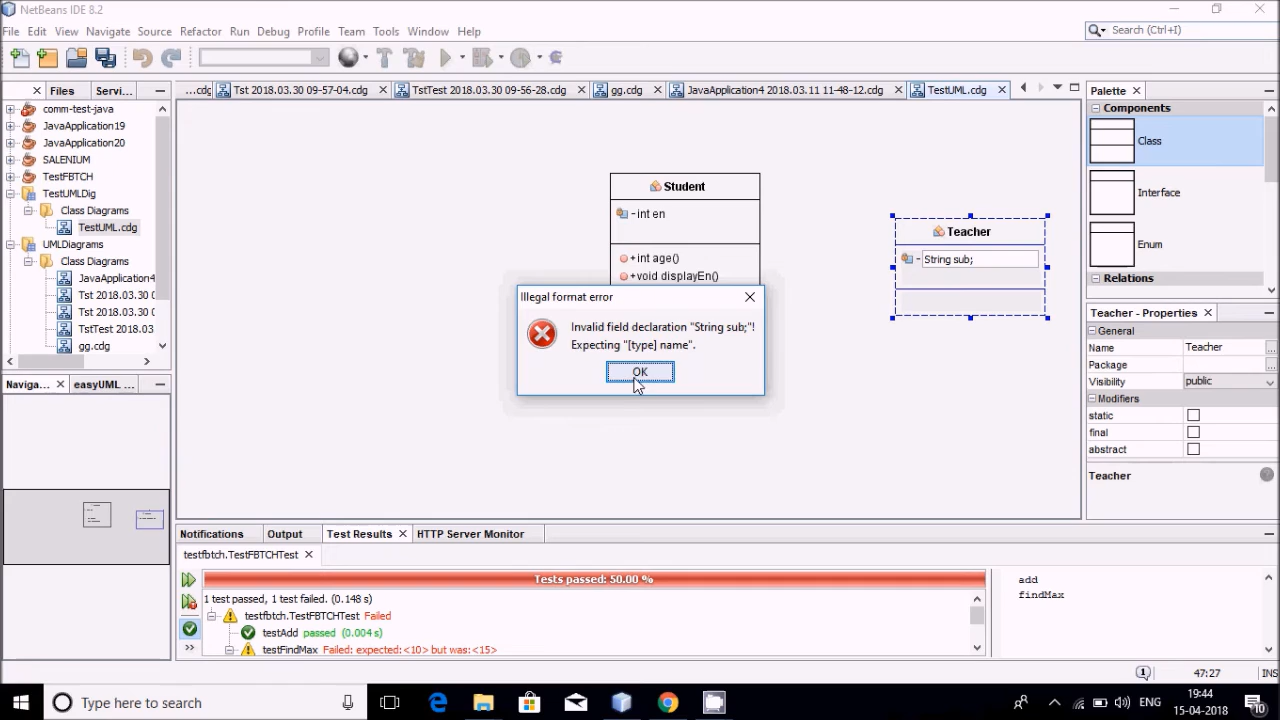 NetBeans IDE 8.2
File Edit View Navigate Source Refactor Run Debug Profile Team Tools Window Help
Search (Ctrl+I)
Files Servi...
...cdg Tst 2018.03.30 09-57-04.cdg TstTest 2018.03.30 09-56-28.cdg gg.cdg JavaApplication4 2018.03.11 11-48-12.cdg TestUML.cdg
Palette
comm-test-java
JavaApplication19
JavaApplication20
SALENIUM
TestFBTCH
TestUMLDig
Class Diagrams
TestUML.cdg
UMLDiagrams
Class Diagrams
JavaApplication4
Tst 2018.03.30 0
Tst 2018.03.30 0
TstTest 2018.03
gg.cdg
Naviga... easyUML ...
Student
- int en
+ int age()
+ void displayEn()
Teacher
- String sub;
Illegal format error
Invalid field declaration "String sub;"!
Expecting "[type] name".
OK
Components
Class
Interface
Enum
Relations
Teacher - Properties
General
Name Teacher ...
Package ...
Visibility public
Modifiers
static
final
abstract
Teacher
Notifications Output Test Results HTTP Server Monitor
testfbtch.TestFBTCHTest
Tests passed: 50.00 %
1 test passed, 1 test failed. (0.148 s)
testfbtch.TestFBTCHTest Failed
testAdd passed (0.004 s)
testFindMax Failed: expected:<10> but was:<15>
add
findMax
47:27 INS
Type here to search
ENG
19:44
15-04-2018
10